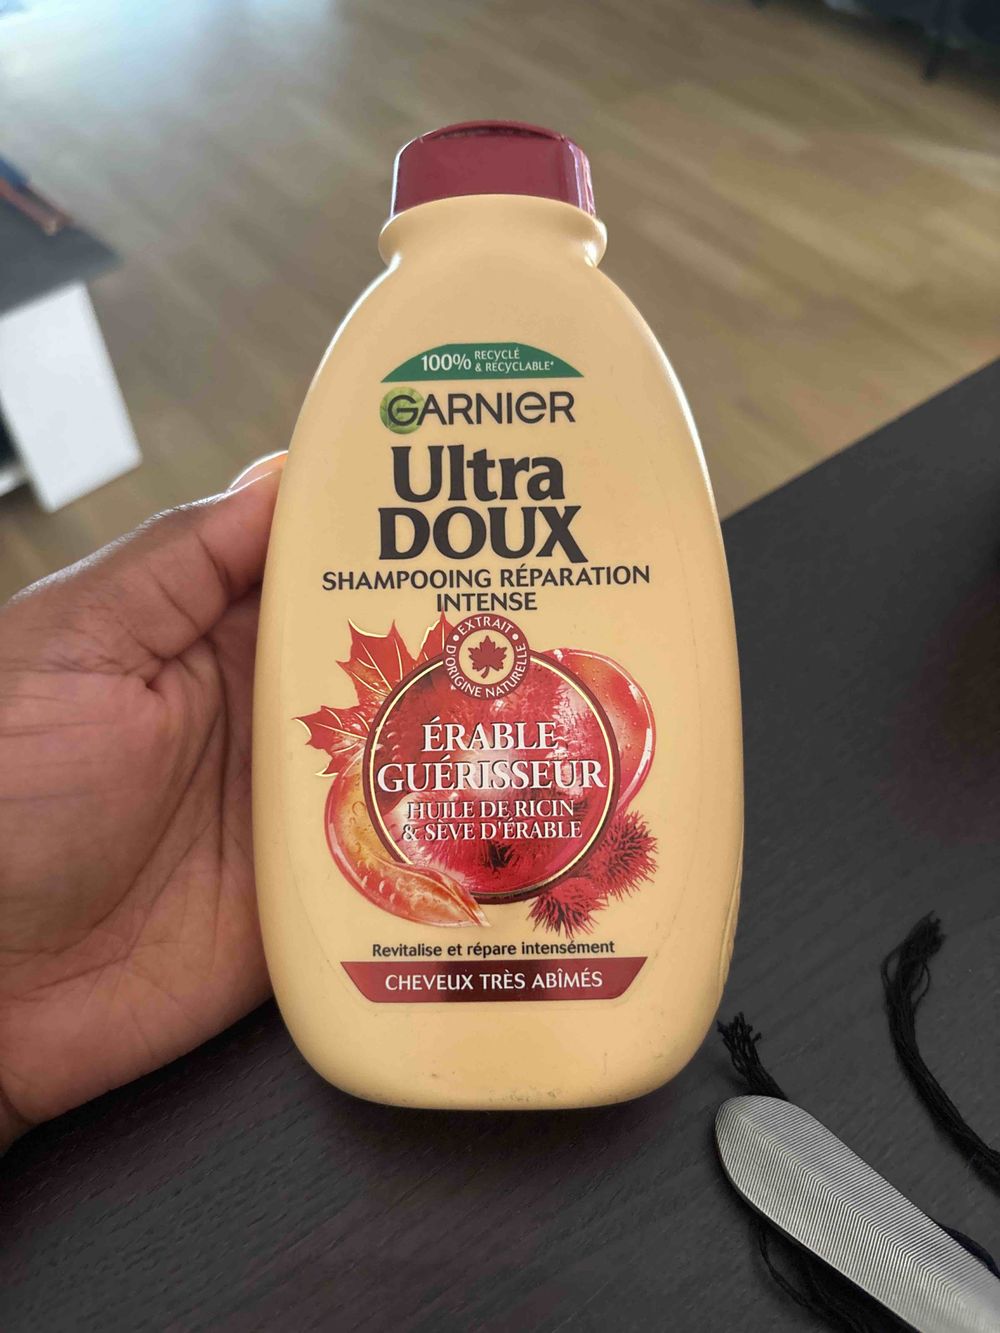 100% RECYCLÉ
& RECYCLABLE*
GARNIER
Ultra
DOUX
SHAMPOOING RÉPARATION
INTENSE
• EXTRAIT •
D'ORIGINE NATURELLE
ÉRABLE
GUÉRISSEUR
HUILE DE RICIN
& SÈVE D'ÉRABLE
Revitalise et répare intensément
CHEVEUX TRÈS ABÎMÉS